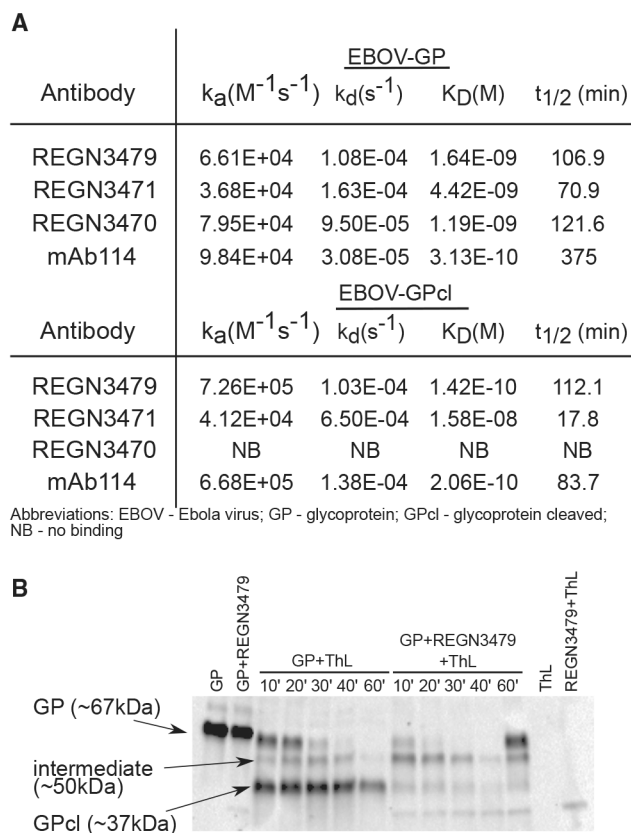 A
EBOV-GP
Antibody ka(M-1s-1) kd(s-1) KD(M) t1/2 (min)
REGN3479 6.61E+04 1.08E-04 1.64E-09 106.9
REGN3471 3.68E+04 1.63E-04 4.42E-09 70.9
REGN3470 7.95E+04 9.50E-05 1.19E-09 121.6
mAb114 9.84E+04 3.08E-05 3.13E-10 375
EBOV-GPcl
Antibody ka(M-1s-1) kd(s-1) KD(M) t1/2 (min)
REGN3479 7.26E+05 1.03E-04 1.42E-10 112.1
REGN3471 4.12E+04 6.50E-04 1.58E-08 17.8
REGN3470 NB NB NB NB
mAb114 6.68E+05 1.38E-04 2.06E-10 83.7
Abbreviations: EBOV - Ebola virus; GP - glycoprotein; GPcl - glycoprotein cleaved;
NB - no binding
B
GP
GP+REGN3479
GP+ThL
10' 20' 30' 40' 60'
GP+REGN3479
+ThL
10' 20' 30' 40' 60'
ThL
REGN3479+ThL
GP (~67kDa)
intermediate
(~50kDa)
GPcl (~37kDa)